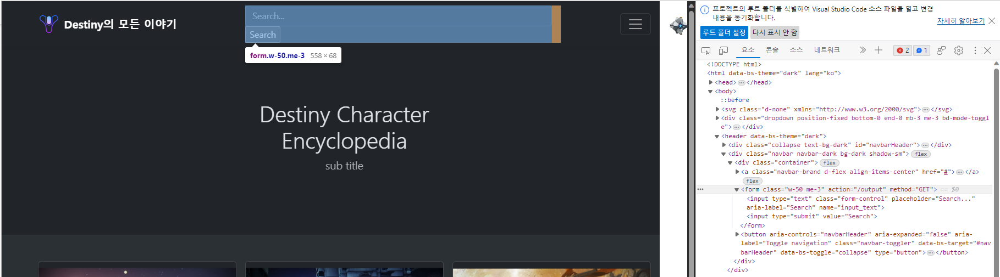 Destiny의 모든 이야기
Search...
Search
form.w-50.me-3 558 × 68
Destiny Character
Encyclopedia
sub title
프로젝트의 루트 폴더를 식별하여 Visual Studio Code 소스 파일을 열고 변경
내용을 동기화합니다.
자세히 알아보기
루트 폴더 설정
다시 표시 안 함
요소
콘솔
소스
네트워크
2
1
<!DOCTYPE html>
<html data-bs-theme="dark" lang="ko">
<head>…</head>
<body>
::before
<svg class="d-none" xmlns="http://www.w3.org/2000/svg">…</svg>
<div class="dropdown position-fixed bottom-0 end-0 mb-3 me-3 bd-mode-toggl
e">…</div>
<header data-bs-theme="dark">
<div class="collapse text-bg-dark" id="navbarHeader">…</div>
<div class="navbar navbar-dark bg-dark shadow-sm"> flex
<div class="container"> flex
<a class="navbar-brand d-flex align-items-center" href="#">…</a>
flex
<form class="w-50 me-3" action="/output" method="GET"> == $0
<input type="text" class="form-control" placeholder="Search..."
aria-label="Search" name="input_text">
<input type="submit" value="Search">
</form>
<button aria-controls="navbarHeader" aria-expanded="false" aria-
label="Toggle navigation" class="navbar-toggler" data-bs-target="#nav
barHeader" data-bs-toggle="collapse" type="button">…</button>
</div>
</div>